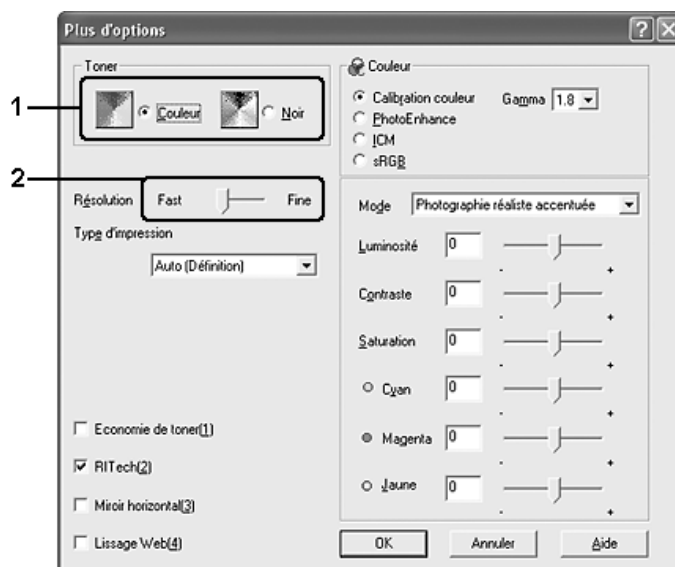 Plus d'options
Toner
1
Couleur
Noir
2
Résolution
Fast
Fine
Type d'impression
Auto (Définition)
Economie de toner(1)
RITech(2)
Miroir horizontal(3)
Lissage Web(4)
Couleur
Calibration couleur
Gamma
1.8
PhotoEnhance
ICM
sRGB
Mode
Photographie réaliste accentuée
Luminosité
0
- +
Contraste
0
- +
Saturation
0
- +
Cyan
0
- +
Magenta
0
- +
Jaune
0
- +
OK
Annuler
Aide